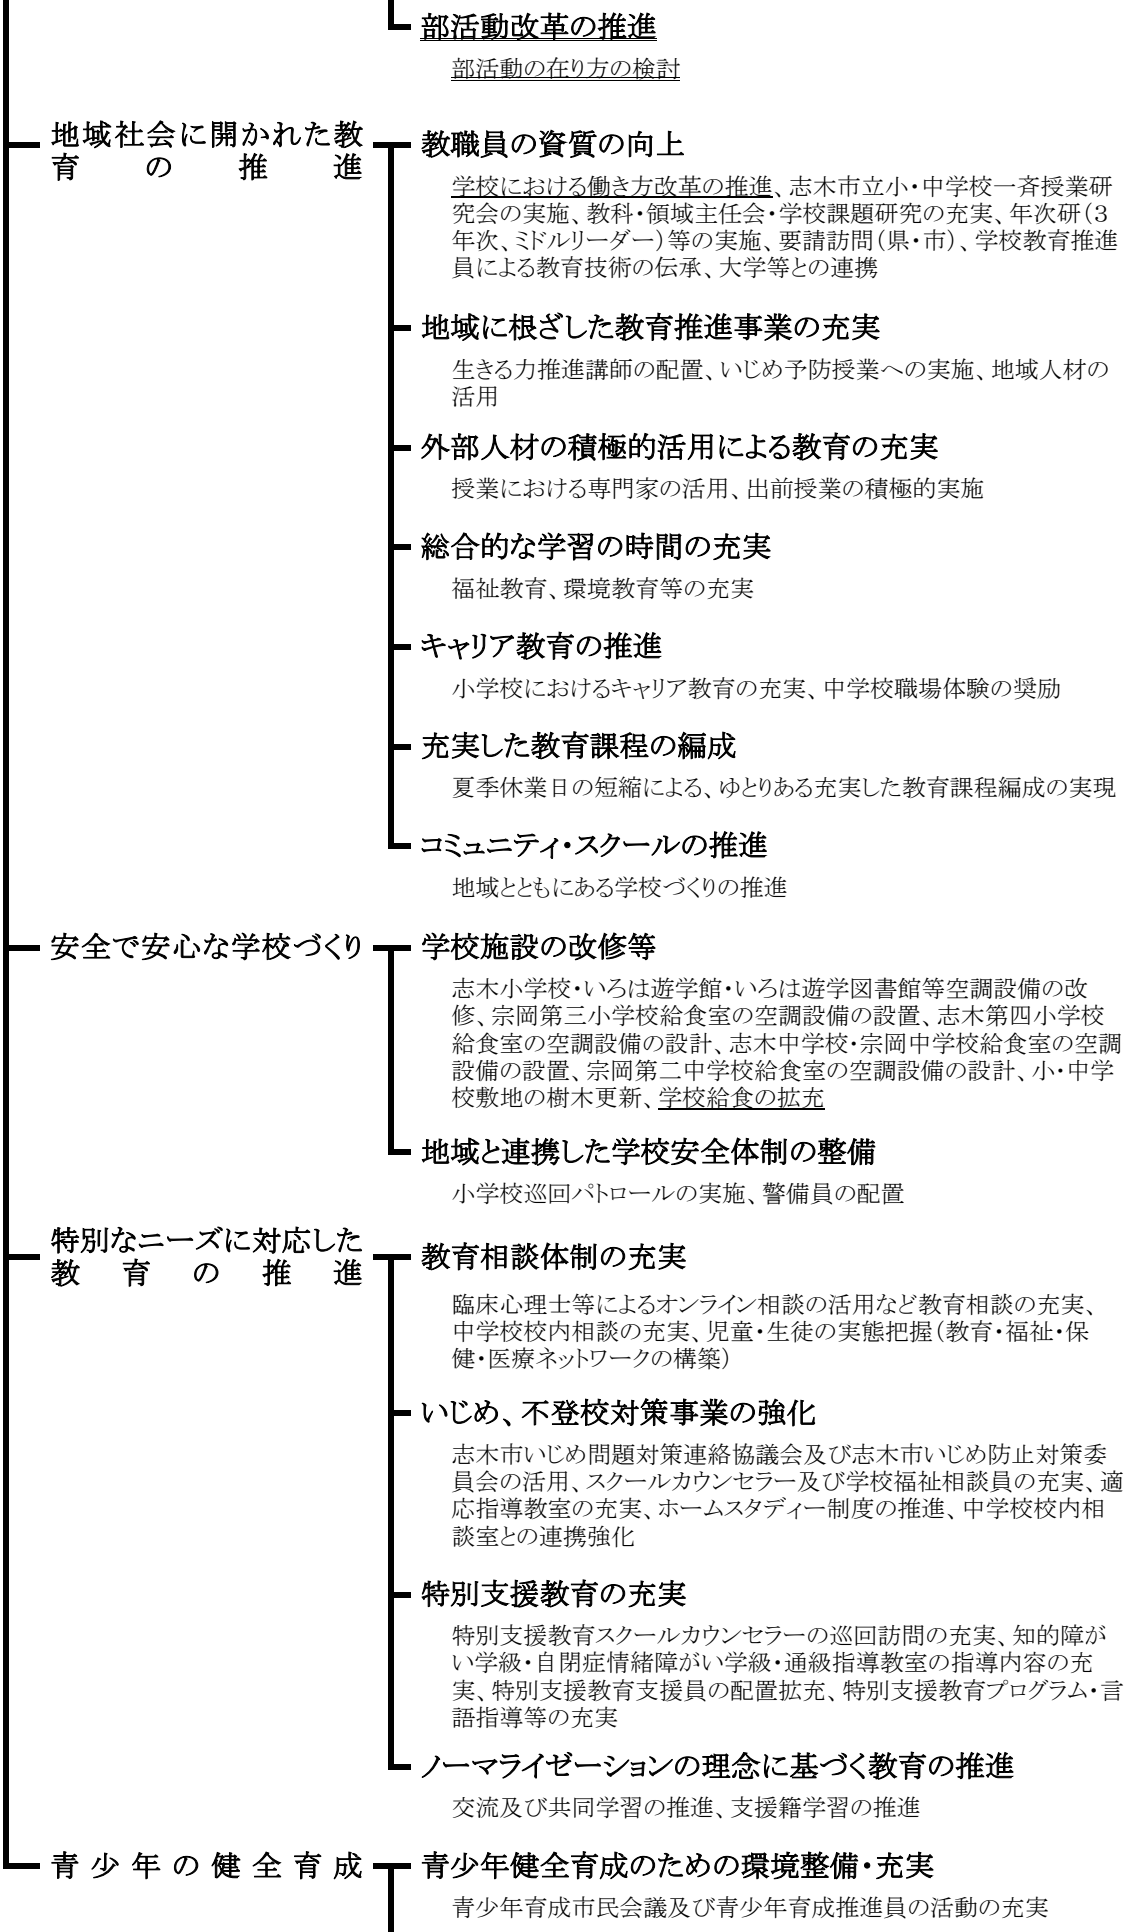 部活動改革の推進
部活動の在り方の検討
地域社会に開かれた教
育の推進
教職員の資質の向上
学校における働き方改革の推進、志木市立小・中学校一斉授業研
究会の実施、教科・領域主任会・学校課題研究の充実、年次研(3
年次、ミドルリーダー)等の実施、要請訪問(県・市)、学校教育推進
員による教育技術の伝承、大学等との連携
地域に根ざした教育推進事業の充実
生きる力推進講師の配置、いじめ予防授業への実施、地域人材の
活用
外部人材の積極的活用による教育の充実
授業における専門家の活用、出前授業の積極的実施
総合的な学習の時間の充実
福祉教育、環境教育等の充実
キャリア教育の推進
小学校におけるキャリア教育の充実、中学校職場体験の奨励
充実した教育課程の編成
夏季休業日の短縮による、ゆとりある充実した教育課程編成の実現
コミュニティ・スクールの推進
地域とともにある学校づくりの推進
安全で安心な学校づくり
学校施設の改修等
志木小学校・いろは遊学館・いろは遊学図書館等空調設備の改
修、宗岡第三小学校給食室の空調設備の設置、志木第四小学校
給食室の空調設備の設計、志木中学校・宗岡中学校給食室の空調
設備の設置、宗岡第二中学校給食室の空調設備の設計、小・中学
校敷地の樹木更新、学校給食の拡充
地域と連携した学校安全体制の整備
小学校巡回パトロールの実施、警備員の配置
特別なニーズに対応した
教育の推進
教育相談体制の充実
臨床心理士等によるオンライン相談の活用など教育相談の充実、
中学校校内相談の充実、児童・生徒の実態把握(教育・福祉・保
健・医療ネットワークの構築)
いじめ、不登校対策事業の強化
志木市いじめ問題対策連絡協議会及び志木市いじめ防止対策委
員会の活用、スクールカウンセラー及び学校福祉相談員の充実、適
応指導教室の充実、ホームスタディー制度の推進、中学校校内相
談室との連携強化
特別支援教育の充実
特別支援教育スクールカウンセラーの巡回訪問の充実、知的障が
い学級・自閉症情緒障がい学級・通級指導教室の指導内容の充
実、特別支援教育支援員の配置拡充、特別支援教育プログラム・言
語指導等の充実
ノーマライゼーションの理念に基づく教育の推進
交流及び共同学習の推進、支援籍学習の推進
青少年の健全育成
青少年健全育成のための環境整備・充実
青少年育成市民会議及び青少年育成推進員の活動の充実